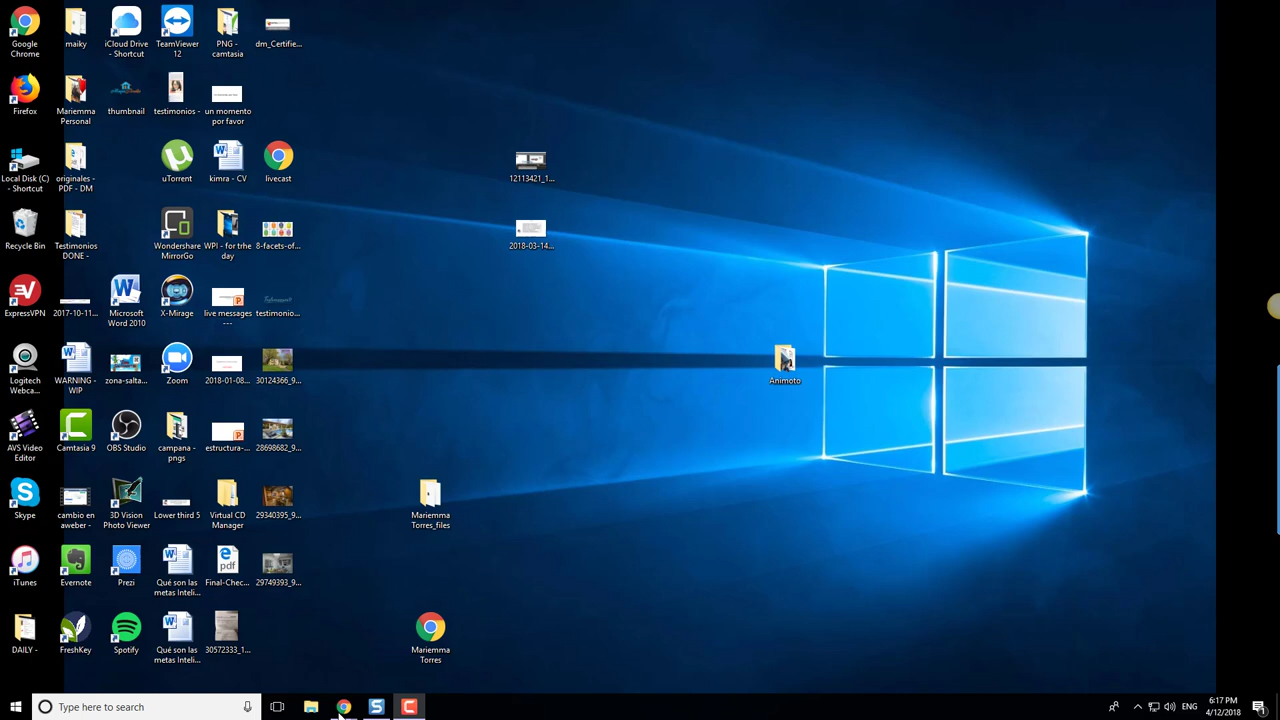 Google
Chrome
maiky
iCloud Drive
- Shortcut
TeamViewer
12
PNG -
camtasia
dm_Certifie...
Firefox
Mariemma
Personal
thumbnail
testimonios -
un momento
por favor
Local Disk (C)
- Shortcut
originales -
PDF - DM
uTorrent
kimra - CV
livecast
12113421_1...
Recycle Bin
Testimonios
DONE -
Wondershare
MirrorGo
WPI - for trhe
day
8-facets-of...
2018-03-14...
ExpressVPN
2017-10-11...
Microsoft
Word 2010
X-Mirage
live messages
---
testimonio...
Logitech
Webca...
WARNING -
WIP
zona-salta...
Zoom
2018-01-08...
30124366_9...
Animoto
AVS Video
Editor
Camtasia 9
OBS Studio
campana -
pngs
estructura-...
28698682_9...
Skype
cambio en
aweber -
3D Vision
Photo Viewer
Lower third 5
Virtual CD
Manager
29340395_9...
Mariemma
Torres_files
iTunes
Evernote
Prezi
Qué son las
metas Inteli...
Final-Chec...
29749393_9...
DAILY -
FreshKey
Spotify
Qué son las
metas Inteli...
30572333_1...
Mariemma
Torres
Type here to search
ENG
6:17 PM
4/12/2018